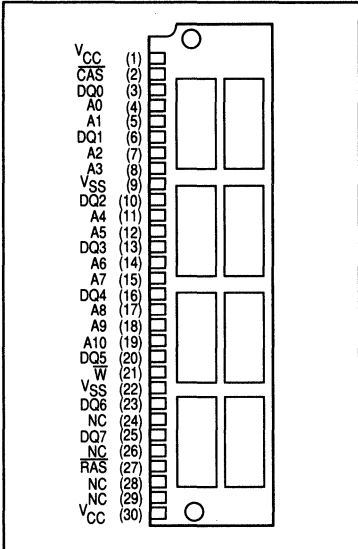 VCC (1)
C̅A̅S̅ (2)
DQ0 (3)
A0 (4)
A1 (5)
DQ1 (6)
A2 (7)
A3 (8)
VSS (9)
DQ2 (10)
A4 (11)
A5 (12)
DQ3 (13)
A6 (14)
A7 (15)
DQ4 (16)
A8 (17)
A9 (18)
A10 (19)
DQ5 (20)
W̅ (21)
VSS (22)
DQ6 (23)
NC (24)
DQ7 (25)
NC (26)
R̅A̅S̅ (27)
NC (28)
NC (29)
VCC (30)